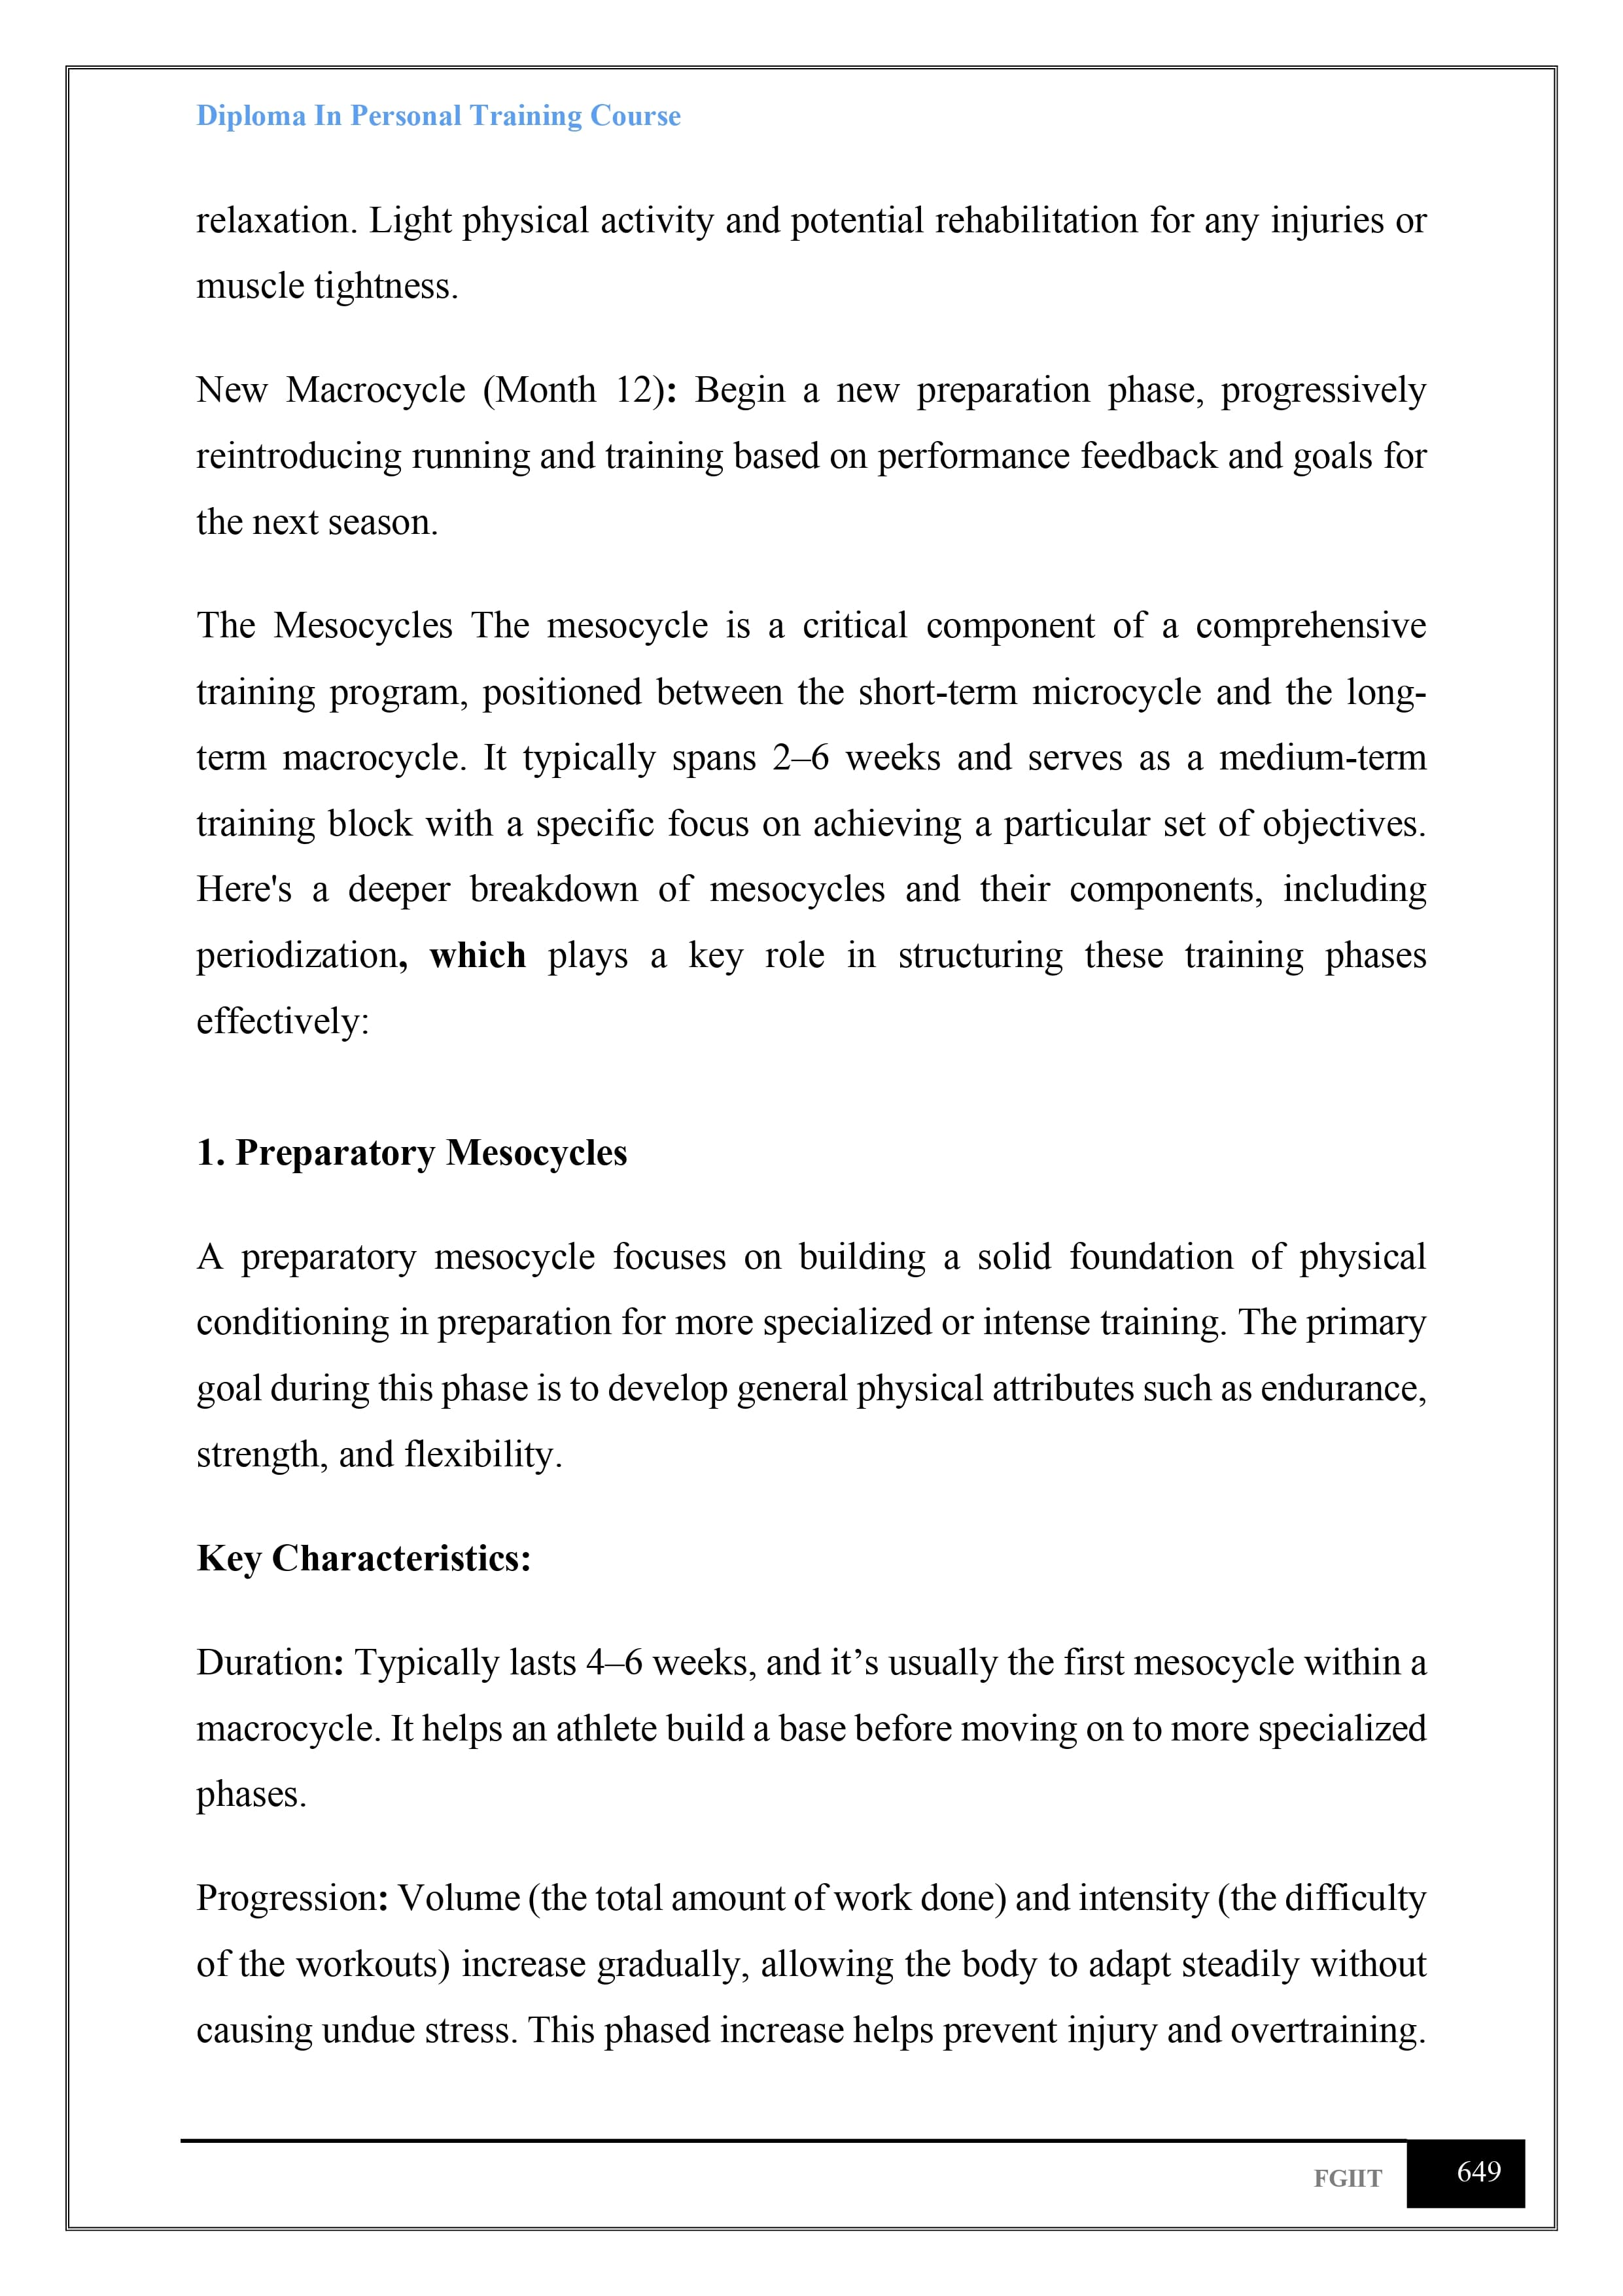 Diploma In Personal Training Course
relaxation. Light physical activity and potential rehabilitation for any injuries or
muscle tightness.
New Macrocycle (Month 12): Begin a new preparation phase, progressively
reintroducing running and training based on performance feedback and goals for
the next season.
The Mesocycles The mesocycle is a critical component of a comprehensive
training program, positioned between the short-term microcycle and the long-
term macrocycle. It typically spans 2–6 weeks and serves as a medium-term
training block with a specific focus on achieving a particular set of objectives.
Here's a deeper breakdown of mesocycles and their components, including
periodization, which plays a key role in structuring these training phases
effectively:
1. Preparatory Mesocycles
A preparatory mesocycle focuses on building a solid foundation of physical
conditioning in preparation for more specialized or intense training. The primary
goal during this phase is to develop general physical attributes such as endurance,
strength, and flexibility.
Key Characteristics:
Duration: Typically lasts 4–6 weeks, and it’s usually the first mesocycle within a
macrocycle. It helps an athlete build a base before moving on to more specialized
phases.
Progression: Volume (the total amount of work done) and intensity (the difficulty
of the workouts) increase gradually, allowing the body to adapt steadily without
causing undue stress. This phased increase helps prevent injury and overtraining.
FGIIT 649